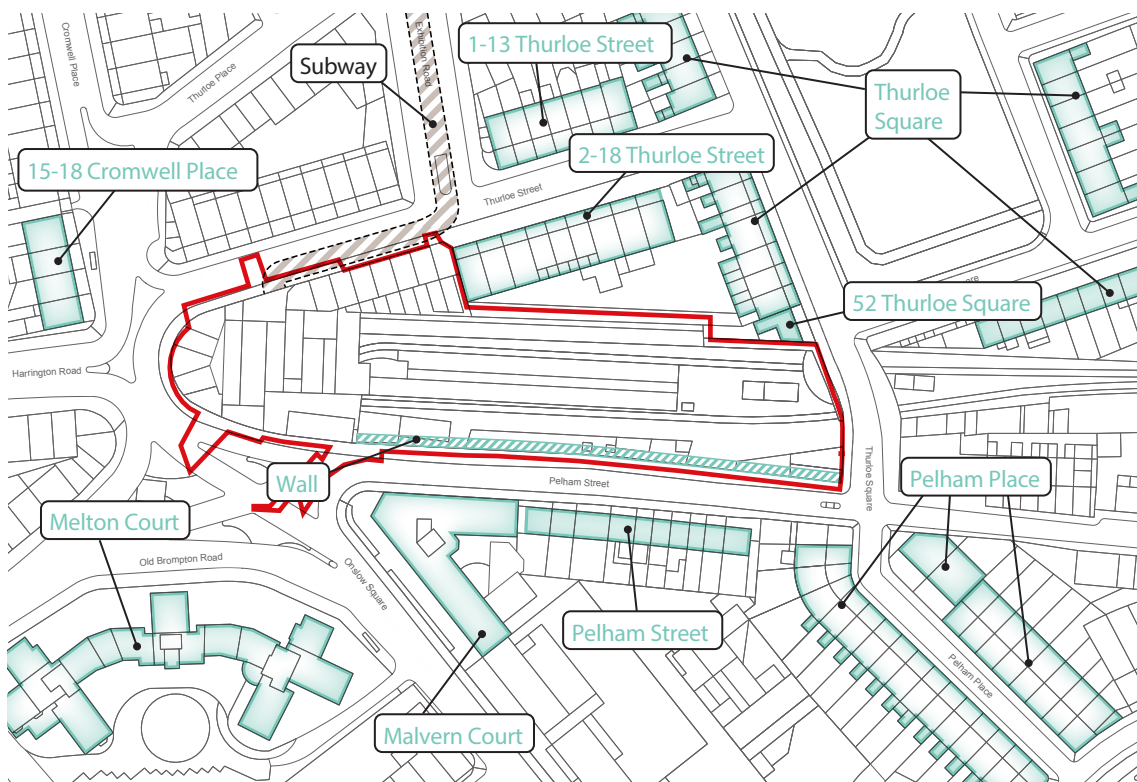 Cromwell Place
Thurloe Place
Exhibition Road
Subway
1-13 Thurloe Street
Thurloe
Square
15-18 Cromwell Place
2-18 Thurloe Street
Thurloe Street
52 Thurloe Square
Harrington Road
Wall
Pelham Street
Thurloe Square
Pelham Place
Melton Court
Old Brompton Road
Onslow Square
Pelham Street
Pelham Place
Malvern Court